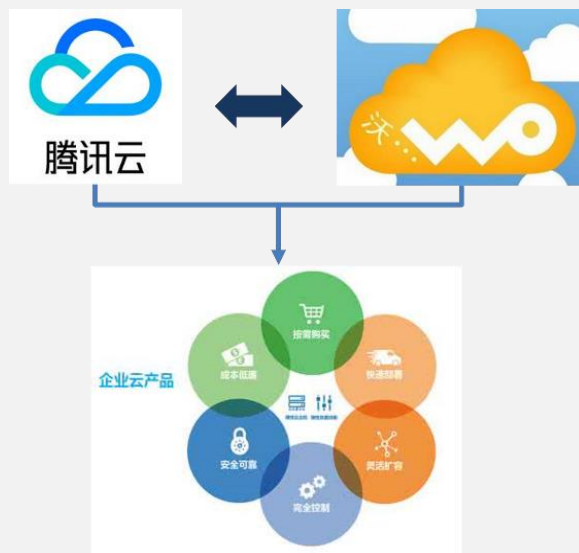 腾讯云
沃...wo
企业云产品
按需购买
成本低廉
快速部署
安全可靠
灵活扩容
完全控制